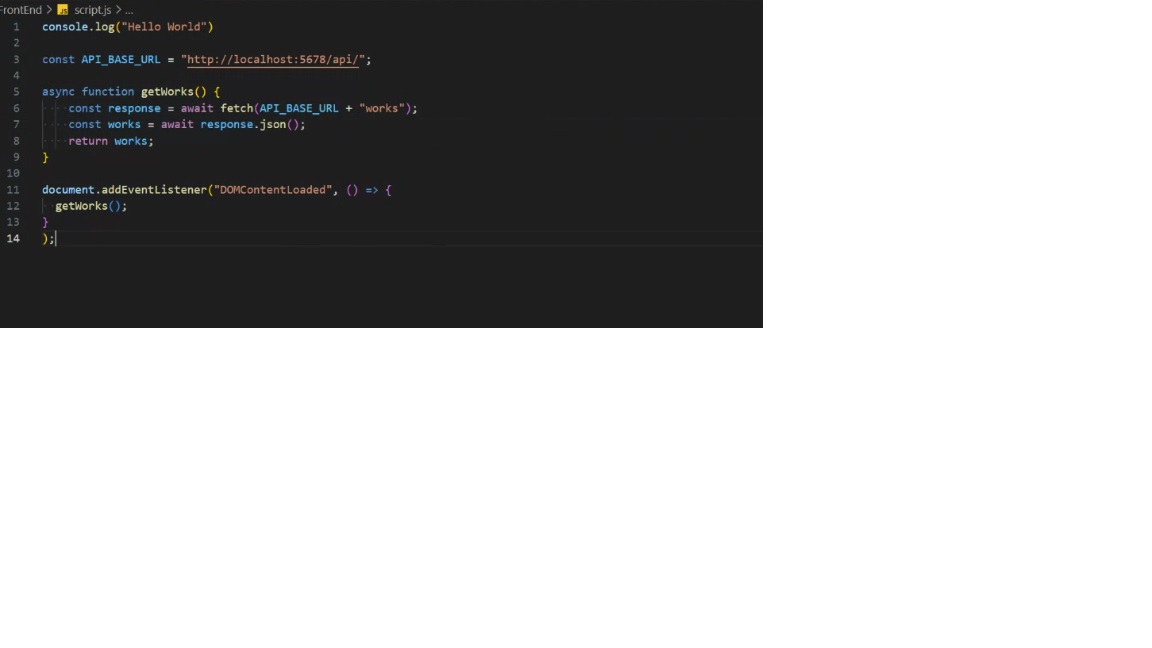 FrontEnd > JS script.js > ...
1 console.log("Hello World")
2
3 const API_BASE_URL = "http://localhost:5678/api/";
4
5 async function getWorks() {
6 const response = await fetch(API_BASE_URL + "works");
7 const works = await response.json();
8 return works;
9 }
10
11 document.addEventListener("DOMContentLoaded", () => {
12 getWorks();
13 }
14 );